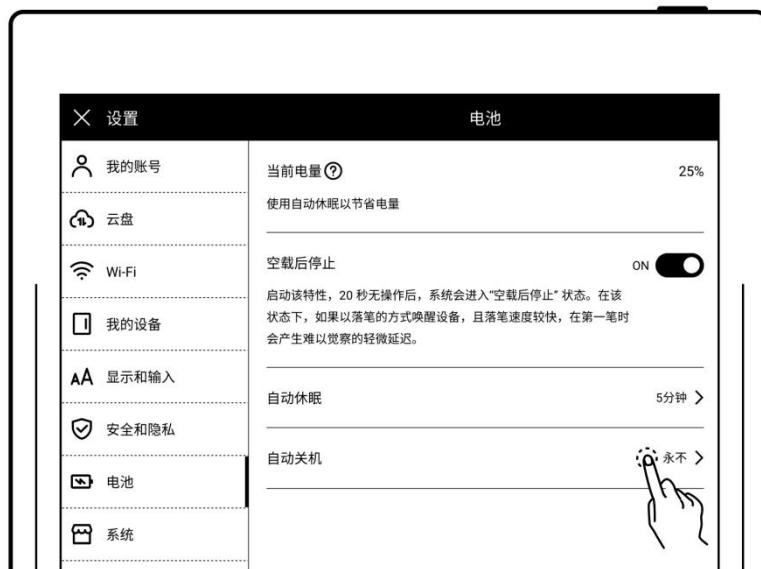 设置
电池
我的账号
云盘
Wi-Fi
我的设备
显示和输入
安全和隐私
电池
系统
当前电量?
25%
使用自动休眠以节省电量
空载后停止
ON
启动该特性，20 秒无操作后，系统会进入“空载后停止” 状态。在该
状态下，如果以落笔的方式唤醒设备，且落笔速度较快，在第一笔时
会产生难以觉察的轻微延迟。
自动休眠
5分钟
自动关机
永不